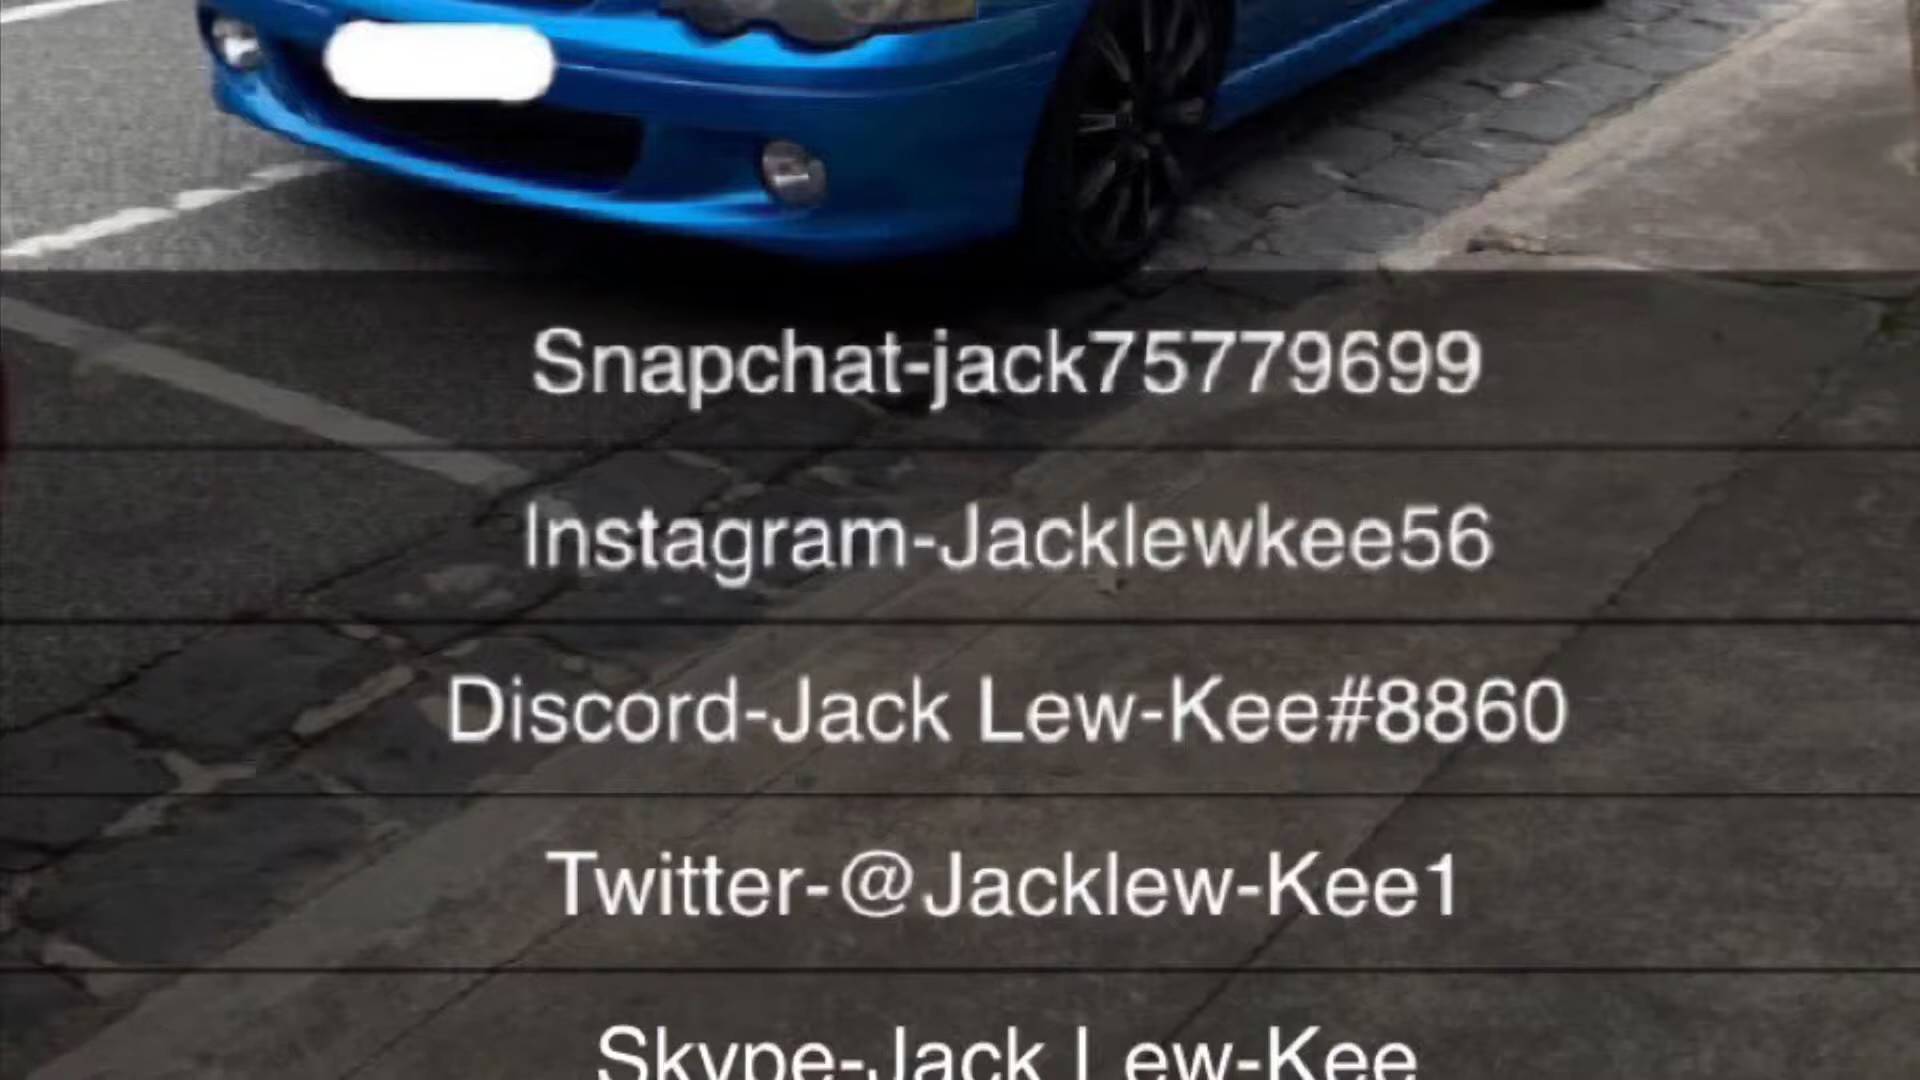 Snapchat-jack75779699
Instagram-Jacklewkee56
Discord-Jack Lew-Kee#8860
Twitter-@Jacklew-Kee1
Skype-Jack Lew-Kee